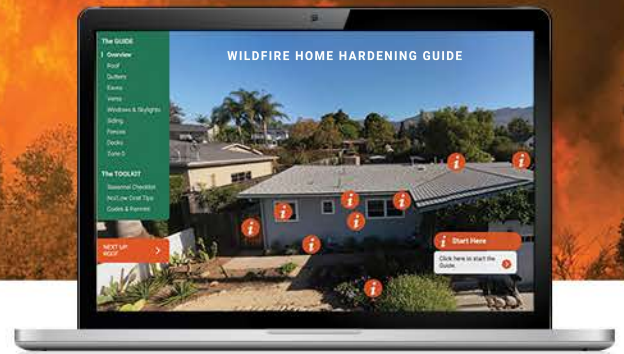 The GUIDE
Overview
Roof
Gutters
Eaves
Vents
Windows & Skylights
Siding
Fences
Decks
Zone 0
The TOOLKIT
Seasonal Checklist
No/Low Cost Tips
Codes & Permits
NEXT UP:
ROOF
WILDFIRE HOME HARDENING GUIDE
i
i
i
i
i
i
i
i
i
i Start Here
Click here to start the
Guide.